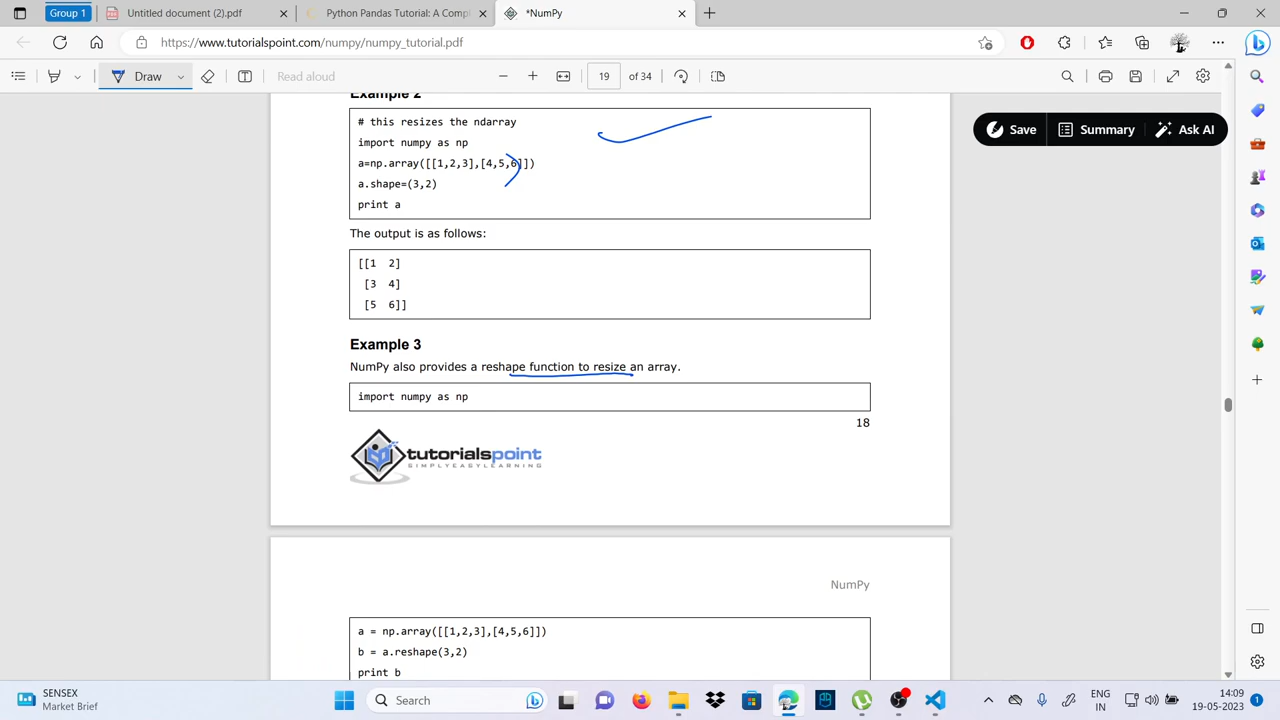 Group 1
Untitled document (2).pdf
Python Pandas Tutorial: A Compl
*NumPy
https://www.tutorialspoint.com/numpy/numpy_tutorial.pdf
Draw
Read aloud
19
of 34
Save
Summary
Ask AI
Example 2
# this resizes the ndarray
import numpy as np
a=np.array([[1,2,3],[4,5,6]])
a.shape=(3,2)
print a
The output is as follows:
[[1 2]
[3 4]
[5 6]]
Example 3
NumPy also provides a reshape function to resize an array.
import numpy as np
18
tutorialspoint
SIMPLYEASYLEARNING
NumPy
a = np.array([[1,2,3],[4,5,6]])
b = a.reshape(3,2)
print b
SENSEX
Market Brief
Search
ENG
IN
14:09
19-05-2023
1